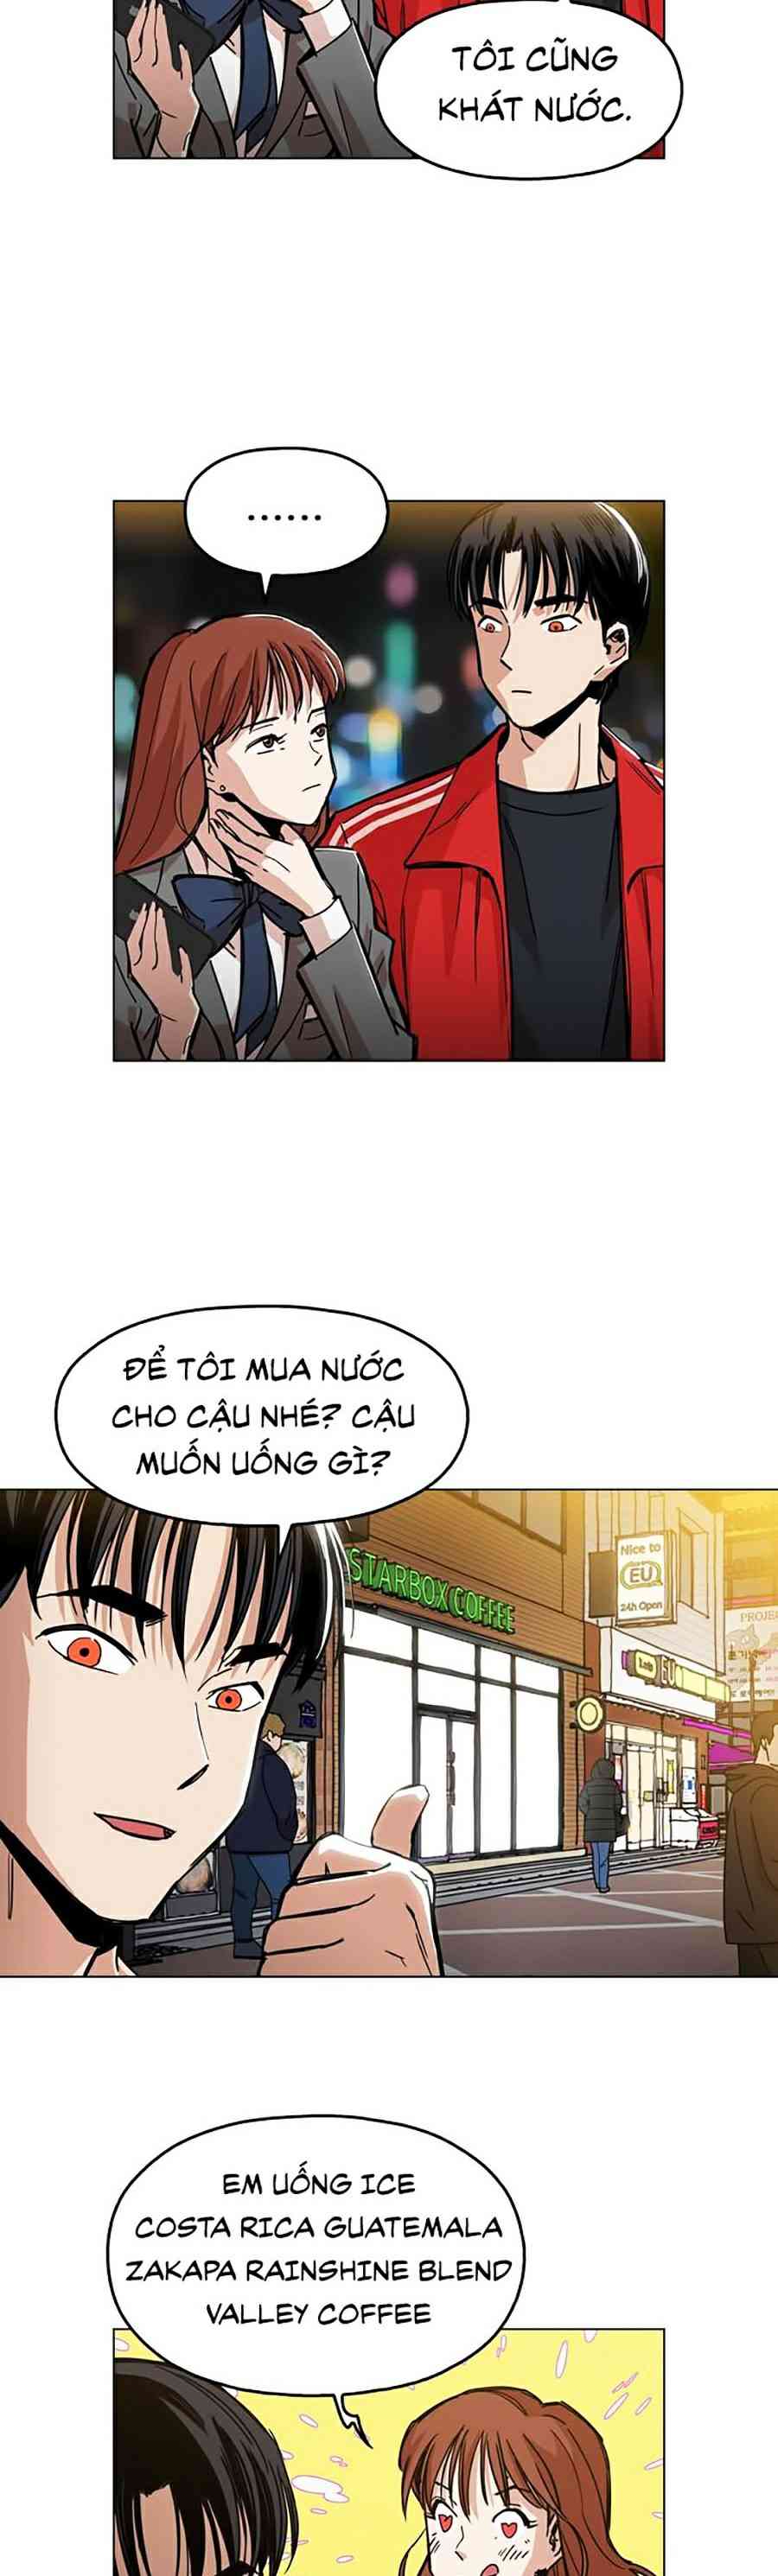 TÔI CŨNG
KHÁT NƯỚC.
......
ĐỂ TÔI MUA NƯỚC
CHO CẬU NHÉ? CẬU
MUỐN UỐNG GÌ?
STARBOX COFFEE
Nice to
EU
24h Open
PROJE
EM UỐNG ICE
COSTA RICA GUATEMALA
ZAKAPA RAINSHINE BLEND
VALLEY COFFEE